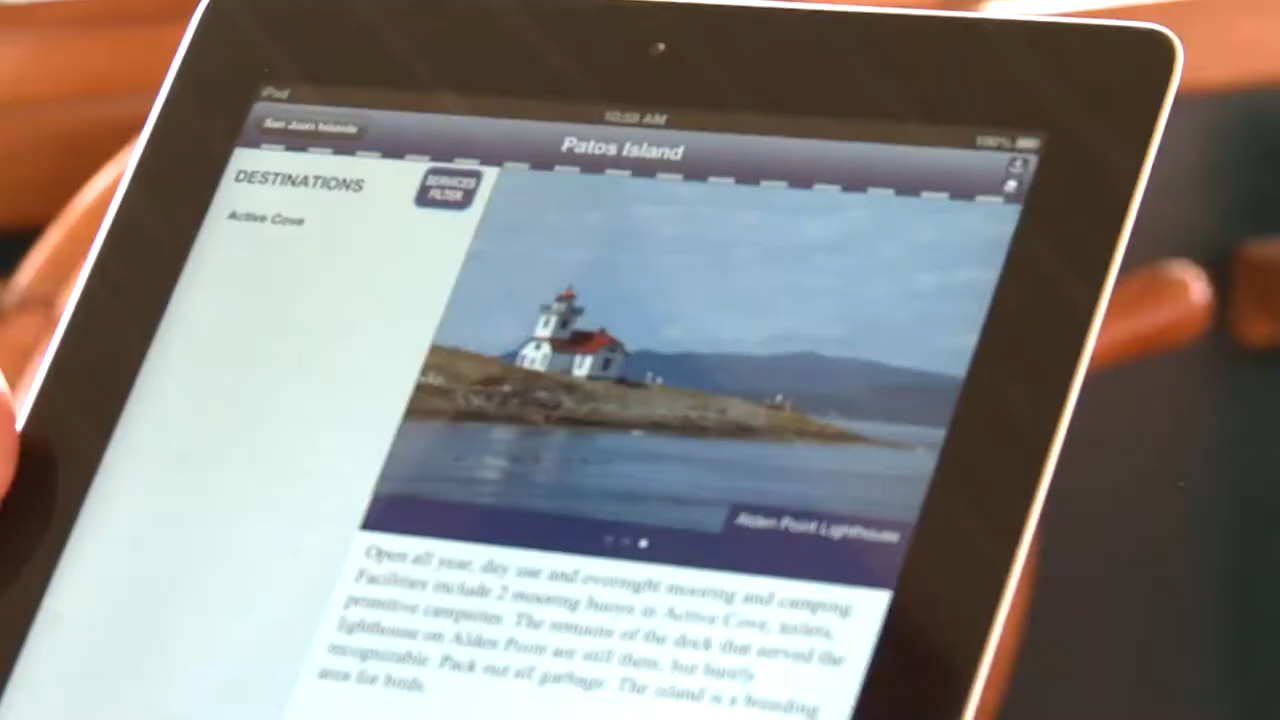 iPad
10:53 AM
100%
San Juan Islands
Patos Island
DESTINATIONS
SERVICES
FILTER
Active Cove
Alden Point Lighthouse
Open all year, day use and overnight mooring and camping
Facilities include 2 mooring buoys in Active Cove, toilets,
primitive campsites. The remains of the dock that served the
lighthouse on Alden Point are still there, but barely
recognizable. Pack out all garbage. The island is a breeding
area for birds.